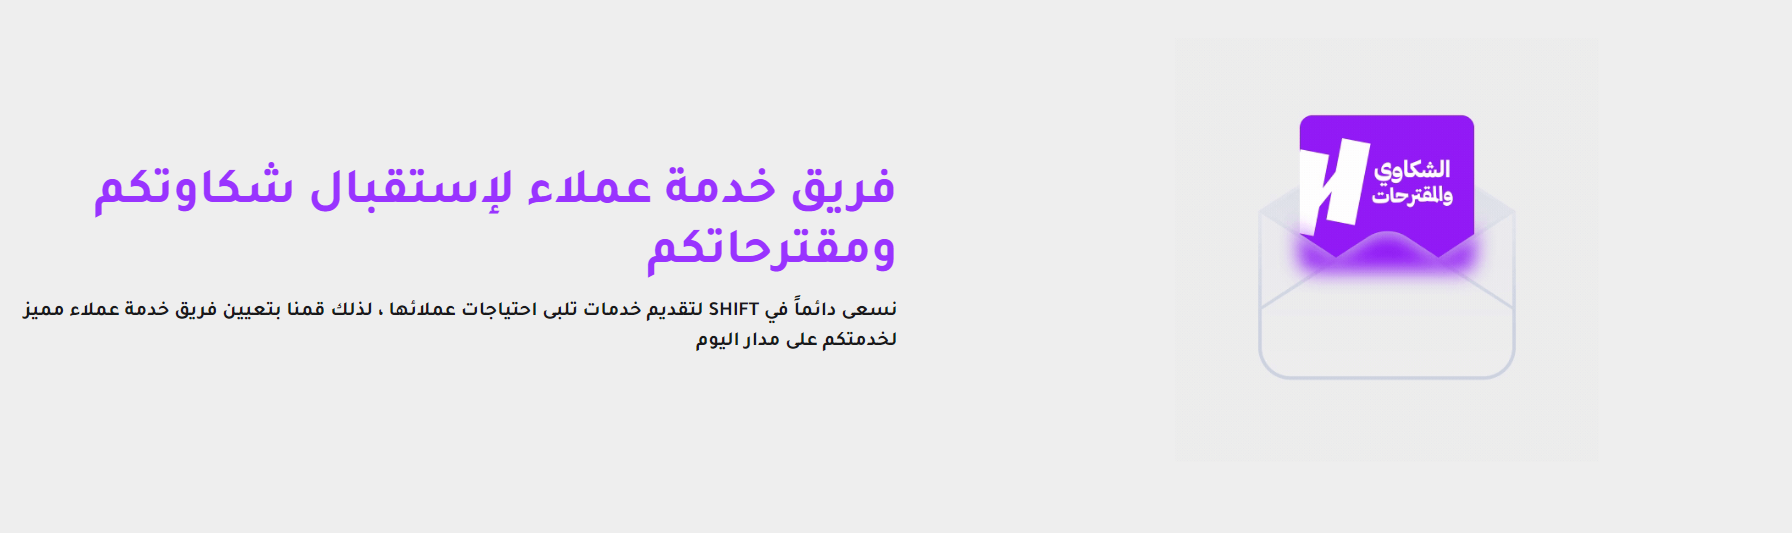 الشكاوي
والمقترحات
فريق خدمة عملاء لإستقبال شكاوتكم
ومقترحاتكم
نسعى دائماً في SHIFT لتقديم خدمات تلبى احتياجات عملائها ، لذلك قمنا بتعيين فريق خدمة عملاء مميز
لخدمتكم على مدار اليوم